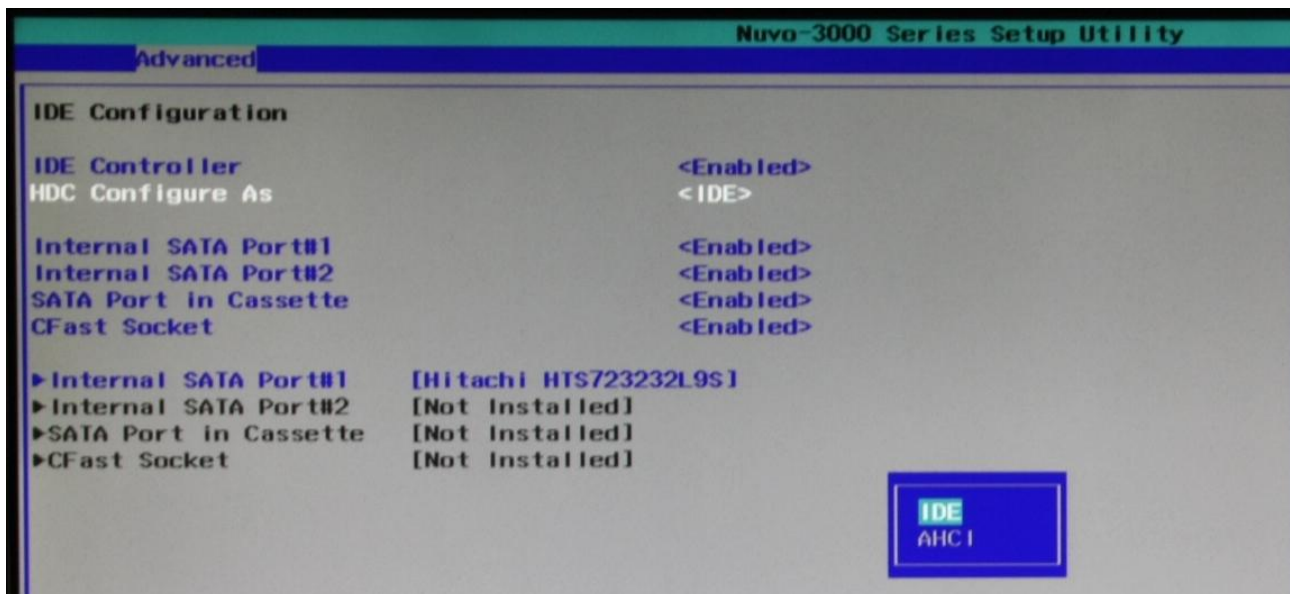 Nuvo-3000 Series Setup Utility
Advanced
IDE Configuration
IDE Controller <Enabled>
HDC Configure As <IDE>
Internal SATA Port#1 <Enabled>
Internal SATA Port#2 <Enabled>
SATA Port in Cassette <Enabled>
CFast Socket <Enabled>
►Internal SATA Port#1 [Hitachi HTS723232L9S]
►Internal SATA Port#2 [Not Installed]
►SATA Port in Cassette [Not Installed]
►CFast Socket [Not Installed]
IDE
AHCI